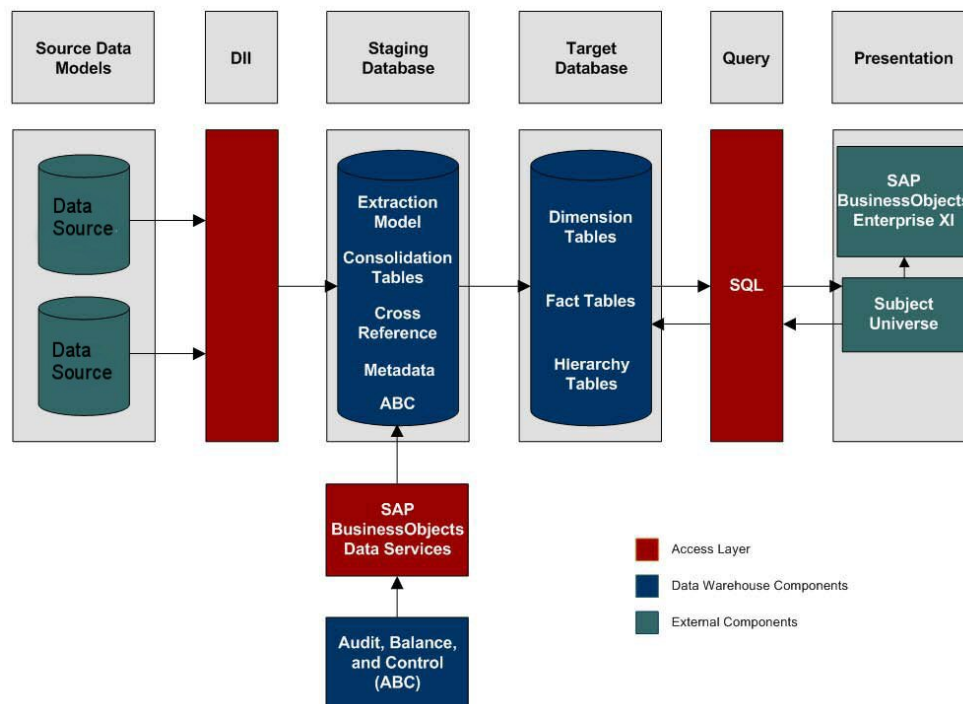 Source Data
Models
DII
Staging
Database
Target
Database
Query
Presentation
Data
Source
Data
Source
Extraction
Model
Consolidation
Tables
Cross
Reference
Metadata
ABC
Dimension
Tables
Fact Tables
Hierarchy
Tables
SQL
SAP
BusinessObjects
Enterprise XI
Subject
Universe
SAP
BusinessObjects
Data Services
Audit, Balance,
and Control
(ABC)
Access Layer
Data Warehouse Components
External Components